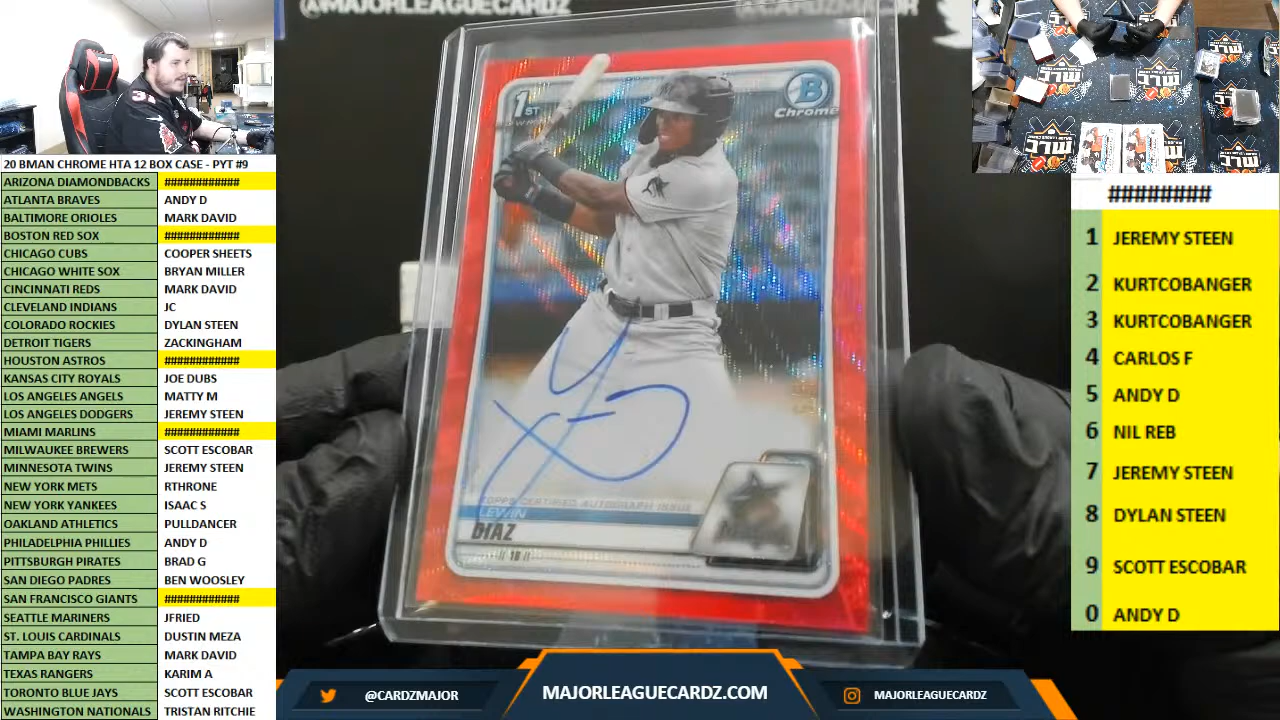 @MAJORLEAGUECARDZ
20 BMAN CHROME HTA 12 BOX CASE - PYT #9
ARIZONA DIAMONDBACKS ############
ATLANTA BRAVES ANDY D
BALTIMORE ORIOLES MARK DAVID
BOSTON RED SOX ############
CHICAGO CUBS COOPER SHEETS
CHICAGO WHITE SOX BRYAN MILLER
CINCINNATI REDS MARK DAVID
CLEVELAND INDIANS JC
COLORADO ROCKIES DYLAN STEEN
DETROIT TIGERS ZACKINGHAM
HOUSTON ASTROS ############
KANSAS CITY ROYALS JOE DUBS
LOS ANGELES ANGELS MATTY M
LOS ANGELES DODGERS JEREMY STEEN
MIAMI MARLINS ############
MILWAUKEE BREWERS SCOTT ESCOBAR
MINNESOTA TWINS JEREMY STEEN
NEW YORK METS RTHRONE
NEW YORK YANKEES ISAAC S
OAKLAND ATHLETICS PULLDANCER
PHILADELPHIA PHILLIES ANDY D
PITTSBURGH PIRATES BRAD G
SAN DIEGO PADRES BEN WOOSLEY
SAN FRANCISCO GIANTS ############
SEATTLE MARINERS JFRIED
ST. LOUIS CARDINALS DUSTIN MEZA
TAMPA BAY RAYS MARK DAVID
TEXAS RANGERS KARIM A
TORONTO BLUE JAYS SCOTT ESCOBAR
WASHINGTON NATIONALS TRISTAN RITCHIE
1ST
B
Chrome
TOPPS CERTIFIED AUTOGRAPH ISSUE
LEWIN
DIAZ
// 1B //
########
1 JEREMY STEEN
2 KURTCOBANGER
3 KURTCOBANGER
4 CARLOS F
5 ANDY D
6 NIL REB
7 JEREMY STEEN
8 DYLAN STEEN
9 SCOTT ESCOBAR
0 ANDY D
@CARDZMAJOR
MAJORLEAGUECARDZ.COM
MAJORLEAGUECARDZ